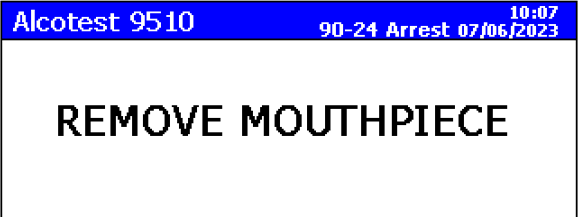 Alcotest 9510
10:07
90-24 Arrest 07/06/2023
REMOVE MOUTHPIECE